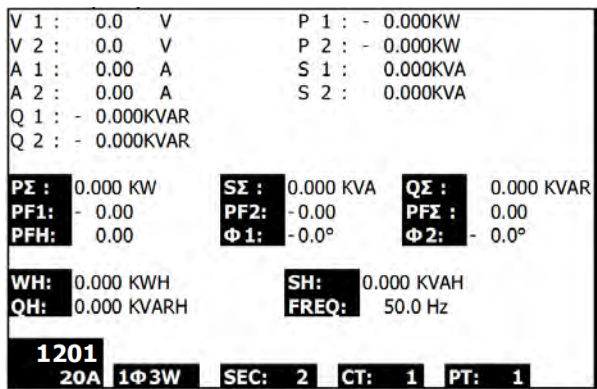 V 1 : 0.0 V P 1 : - 0.000KW
V 2 : 0.0 V P 2 : - 0.000KW
A 1 : 0.00 A S 1 : 0.000KVA
A 2 : 0.00 A S 2 : 0.000KVA
Q 1 : - 0.000KVAR
Q 2 : - 0.000KVAR
PΣ : 0.000 KW SΣ : 0.000 KVA QΣ : 0.000 KVAR
PF1: - 0.00 PF2: -0.00 PFΣ : 0.00
PFH: 0.00 Φ1: -0.0° Φ2: - 0.0°
WH: 0.000 KWH SH: 0.000 KVAH
QH: 0.000 KVARH FREQ: 50.0 Hz
1201
20A 1Φ3W SEC: 2 CT: 1 PT: 1